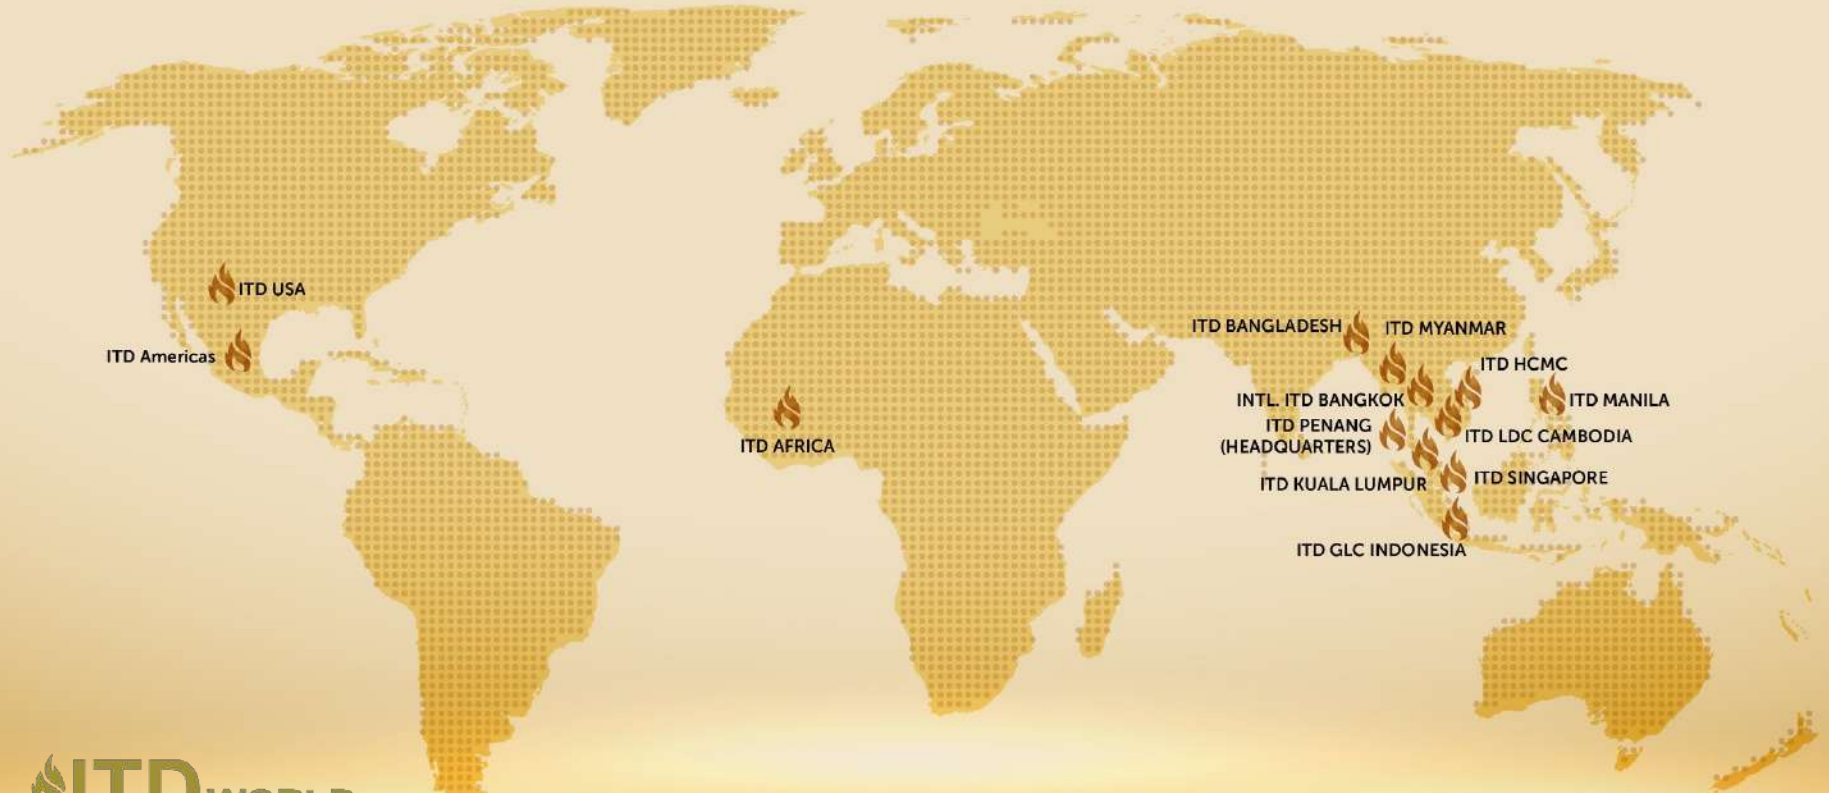 ITD USA
ITD Americas
ITD AFRICA
ITD BANGLADESH
ITD MYANMAR
ITD HCMC
INTL. ITD BANGKOK
ITD MANILA
ITD PENANG
(HEADQUARTERS)
ITD LDC CAMBODIA
ITD KUALA LUMPUR
ITD SINGAPORE
ITD GLC INDONESIA
ITD WORLD